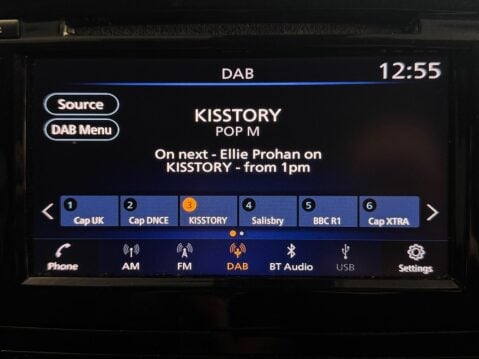 DAB
12:55
Source
DAB Menu
KISSTORY
POP M
On next - Ellie Prohan on
KISSTORY - from 1pm
1 2 3 4 5 6
Cap UK Cap DNCE KISSTORY Salisbry BBC R1 Cap XTRA
Phone AM FM DAB BT Audio USB Settings